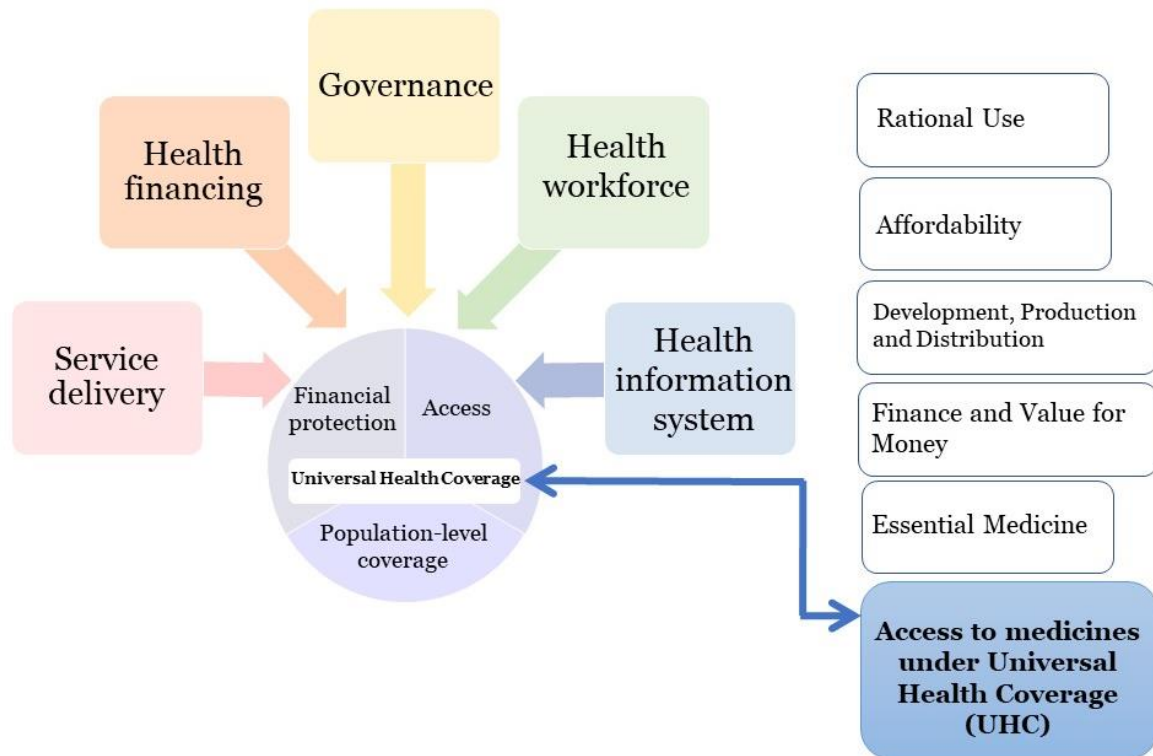 Governance
Health
financing
Health
workforce
Service
delivery
Health
information
system
Financial
protection
Access
Universal Health Coverage
Population-level
coverage
Rational Use
Affordability
Development, Production
and Distribution
Finance and Value for
Money
Essential Medicine
Access to medicines
under Universal
Health Coverage
(UHC)